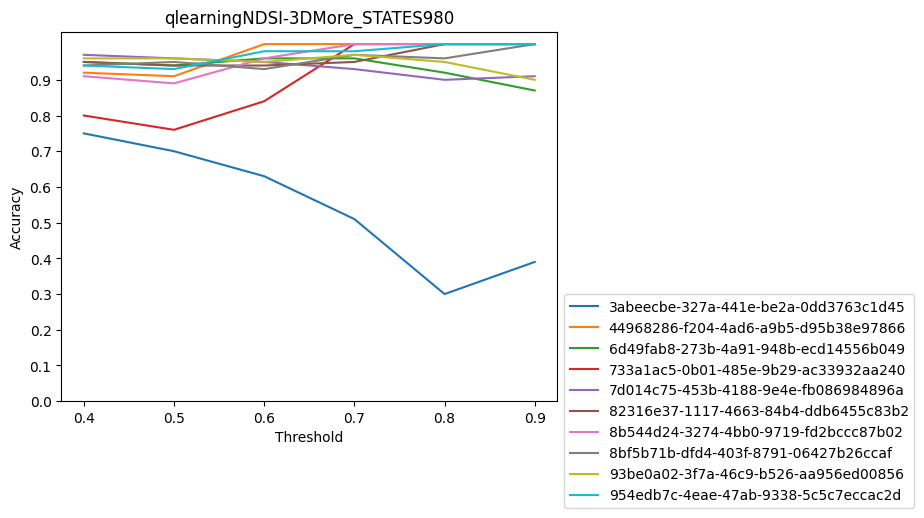 qlearningNDSI-3DMore_STATES980
Accuracy
0.9
0.8
0.7
0.6
0.5
0.4
0.3
0.2
0.1
0.0
0.4 0.5 0.6 0.7 0.8 0.9
Threshold
3abeecbe-327a-441e-be2a-0dd3763c1d45
44968286-f204-4ad6-a9b5-d95b38e97866
6d49fab8-273b-4a91-948b-ecd14556b049
733a1ac5-0b01-485e-9b29-ac33932aa240
7d014c75-453b-4188-9e4e-fb086984896a
82316e37-1117-4663-84b4-ddb6455c83b2
8b544d24-3274-4bb0-9719-fd2bccc87b02
8bf5b71b-dfd4-403f-8791-06427b26ccaf
93be0a02-3f7a-46c9-b526-aa956ed00856
954edb7c-4eae-47ab-9338-5c5c7eccac2d